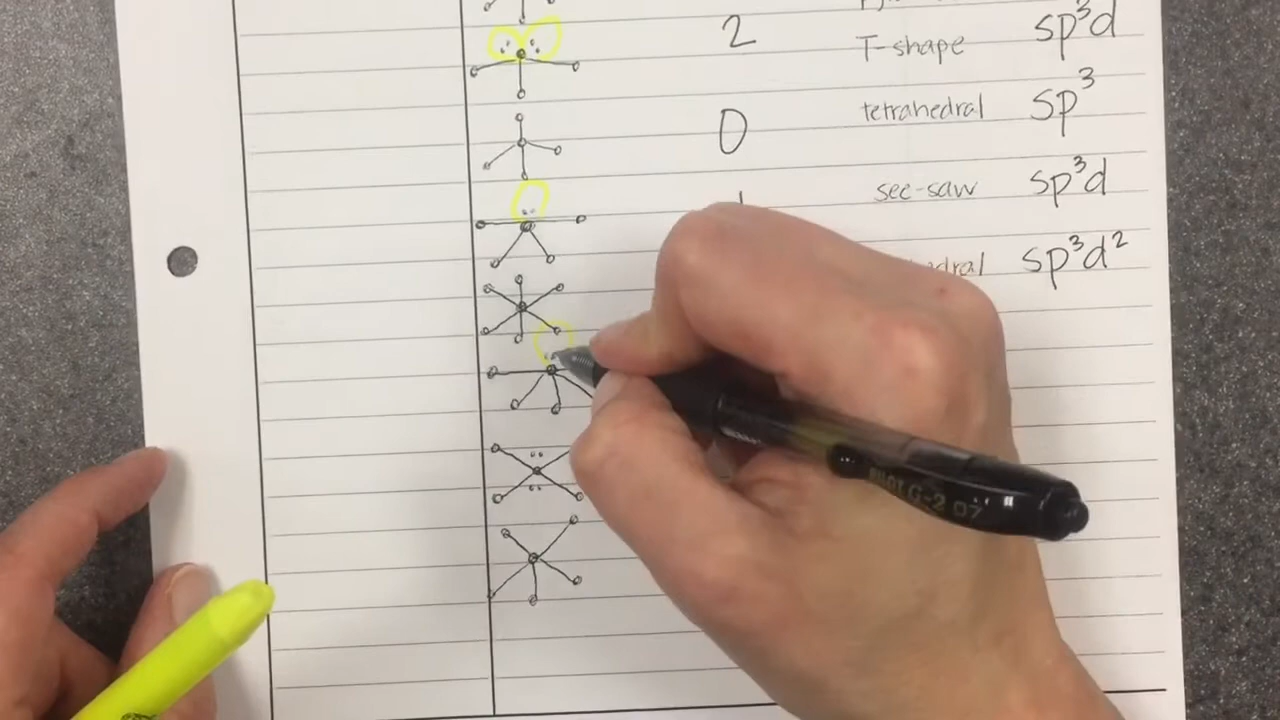 2 T-shape sp³d
0 tetrahedral sp³
see-saw sp³d
sp³d²
PILOT G-2 07